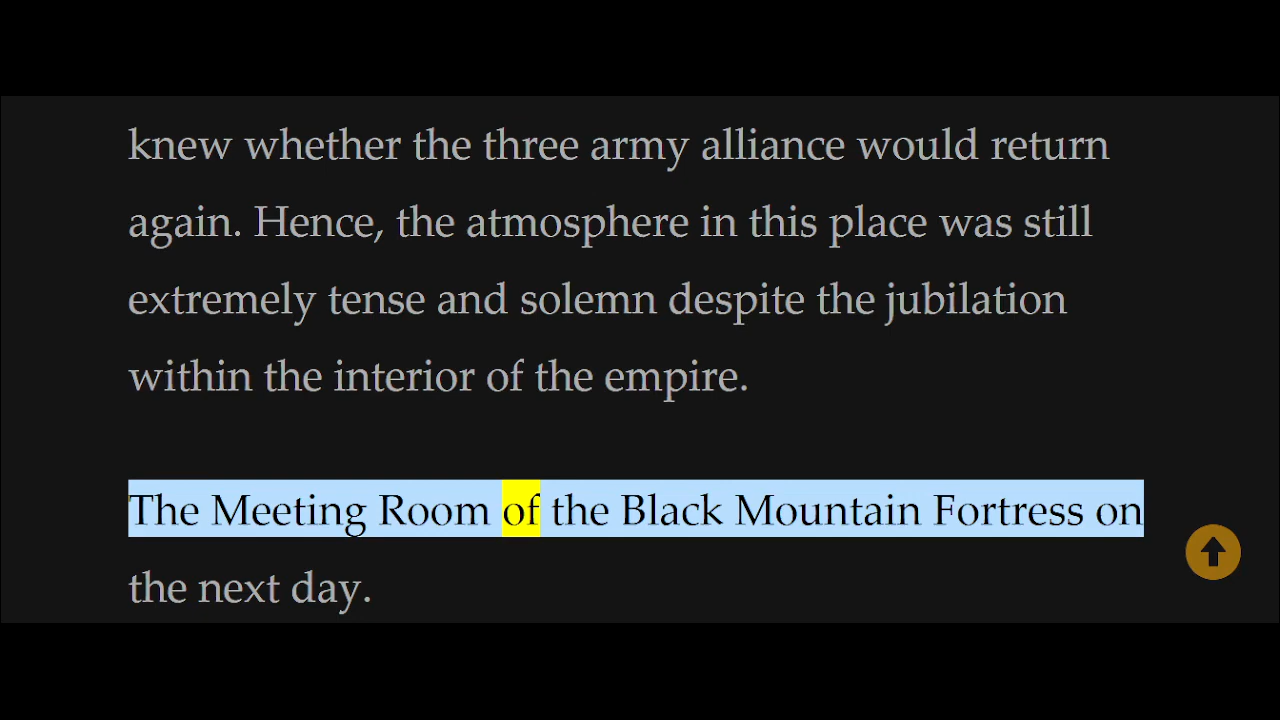 knew whether the three army alliance would return
again. Hence, the atmosphere in this place was still
extremely tense and solemn despite the jubilation
within the interior of the empire.
The Meeting Room of the Black Mountain Fortress on
the next day.